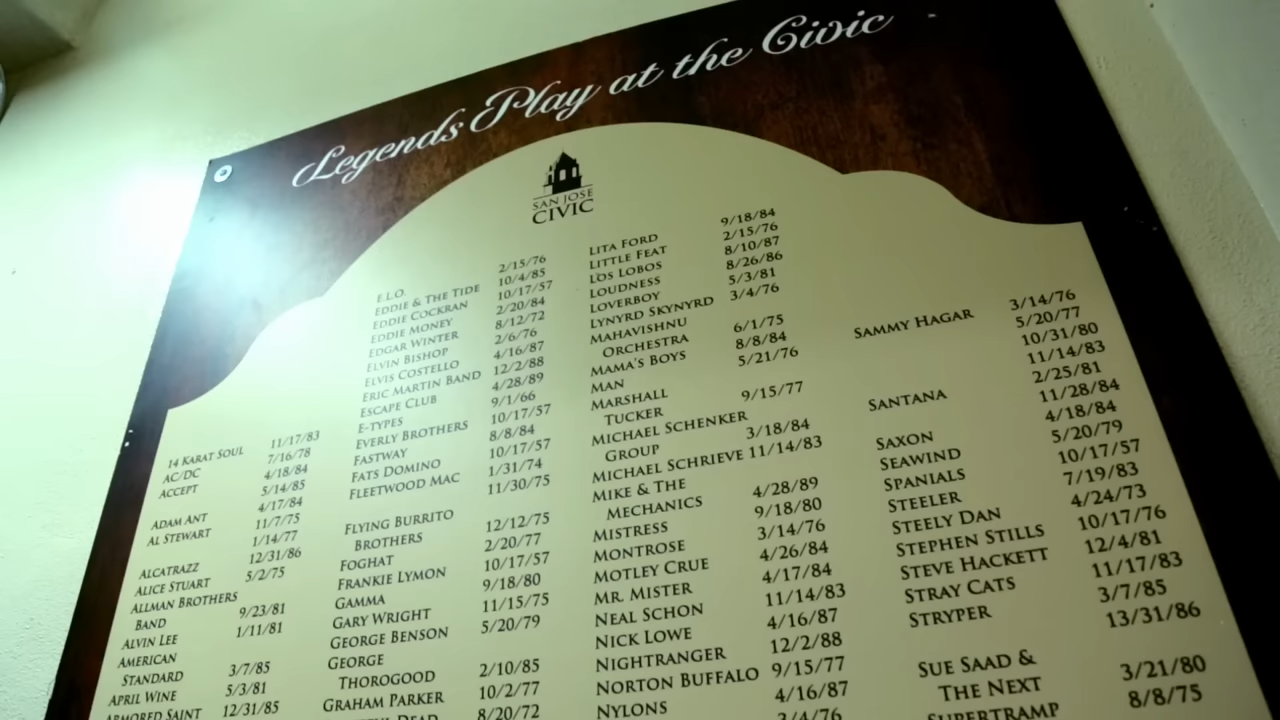 Legends Play at the Civic
SAN JOSE
CIVIC
14 KARAT SOUL 11/17/83
AC/DC 7/16/78
ACCEPT 4/18/84
5/14/85
ADAM ANT 4/17/84
AL STEWART 11/7/75
1/14/77
ALCATRAZZ 12/31/86
ALICE STUART 5/2/75
ALLMAN BROTHERS
BAND 9/23/81
ALVIN LEE 1/11/81
AMERICAN
STANDARD 3/7/85
APRIL WINE 5/3/81
ARMORED SAINT 12/31/85
E.L.O. 2/15/76
EDDIE & THE TIDE 10/4/85
EDDIE COCKRAN 10/17/57
EDDIE MONEY 2/20/84
EDGAR WINTER 8/12/72
ELVIN BISHOP 2/6/76
ELVIS COSTELLO 4/16/87
ERIC MARTIN BAND 12/2/88
ESCAPE CLUB 4/28/89
E-TYPES 9/1/66
EVERLY BROTHERS 10/17/57
FASTWAY 8/8/84
FATS DOMINO 10/17/57
FLEETWOOD MAC 1/31/74
11/30/75
FLYING BURRITO
BROTHERS 12/12/75
FOGHAT 2/20/77
FRANKIE LYMON 10/17/57
GAMMA 9/18/80
GARY WRIGHT 11/15/75
GEORGE BENSON 5/20/79
GEORGE
THOROGOOD 2/10/85
GRAHAM PARKER 10/2/77
DEAD 8/20/72
LITA FORD 9/18/84
LITTLE FEAT 2/15/76
LOS LOBOS 8/10/87
LOUDNESS 8/26/86
LOVERBOY 5/3/81
LYNYRD SKYNYRD 3/4/76
MAHAVISHNU
ORCHESTRA 6/1/75
MAMA'S BOYS 8/8/84
MAN 5/21/76
MARSHALL
TUCKER 9/15/77
MICHAEL SCHENKER
GROUP 3/18/84
MICHAEL SCHRIEVE 11/14/83
MIKE & THE
MECHANICS 4/28/89
MISTRESS 9/18/80
MONTROSE 3/14/76
MOTLEY CRUE 4/26/84
MR. MISTER 4/17/84
NEAL SCHON 11/14/83
NICK LOWE 4/16/87
NIGHTRANGER 12/2/88
NORTON BUFFALO 9/15/77
NYLONS 4/16/87
3/4/76
SAMMY HAGAR 3/14/76
5/20/77
10/31/80
11/14/83
SANTANA 2/25/81
11/28/84
SAXON 4/18/84
SEAWIND 5/20/79
SPANIALS 10/17/57
STEELER 7/19/83
STEELY DAN 4/24/73
STEPHEN STILLS 10/17/76
STEVE HACKETT 12/4/81
STRAY CATS 11/17/83
STRYPER 3/7/85
13/31/86
SUE SAAD &
THE NEXT 3/21/80
SUPERTRAMP 8/8/75